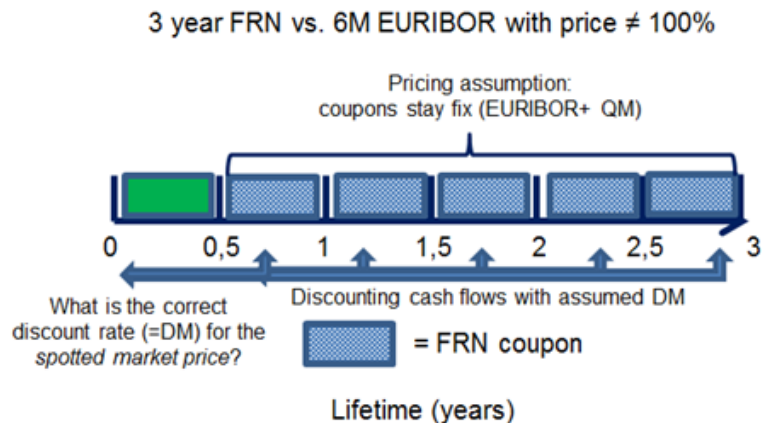 3 year FRN vs. 6M EURIBOR with price ≠ 100%
Pricing assumption:
coupons stay fix (EURIBOR+ QM)
0 0,5 1 1,5 2 2,5 3
What is the correct
discount rate (=DM) for the
spotted market price?
Discounting cash flows with assumed DM
= FRN coupon
Lifetime (years)